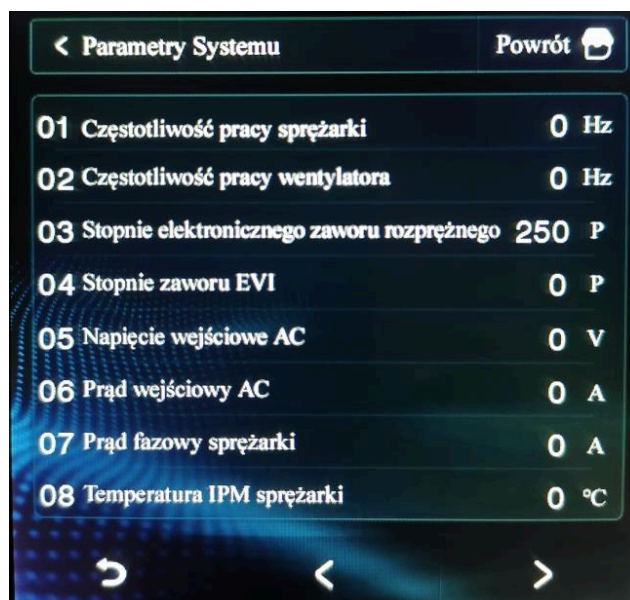 < Parametry Systemu Powrót
01 Częstotliwość pracy sprężarki 0 Hz
02 Częstotliwość pracy wentylatora 0 Hz
03 Stopnie elektronicznego zaworu rozprężnego 250 P
04 Stopnie zaworu EVI 0 P
05 Napięcie wejściowe AC 0 V
06 Prąd wejściowy AC 0 A
07 Prąd fazowy sprężarki 0 A
08 Temperatura IPM sprężarki 0 °C